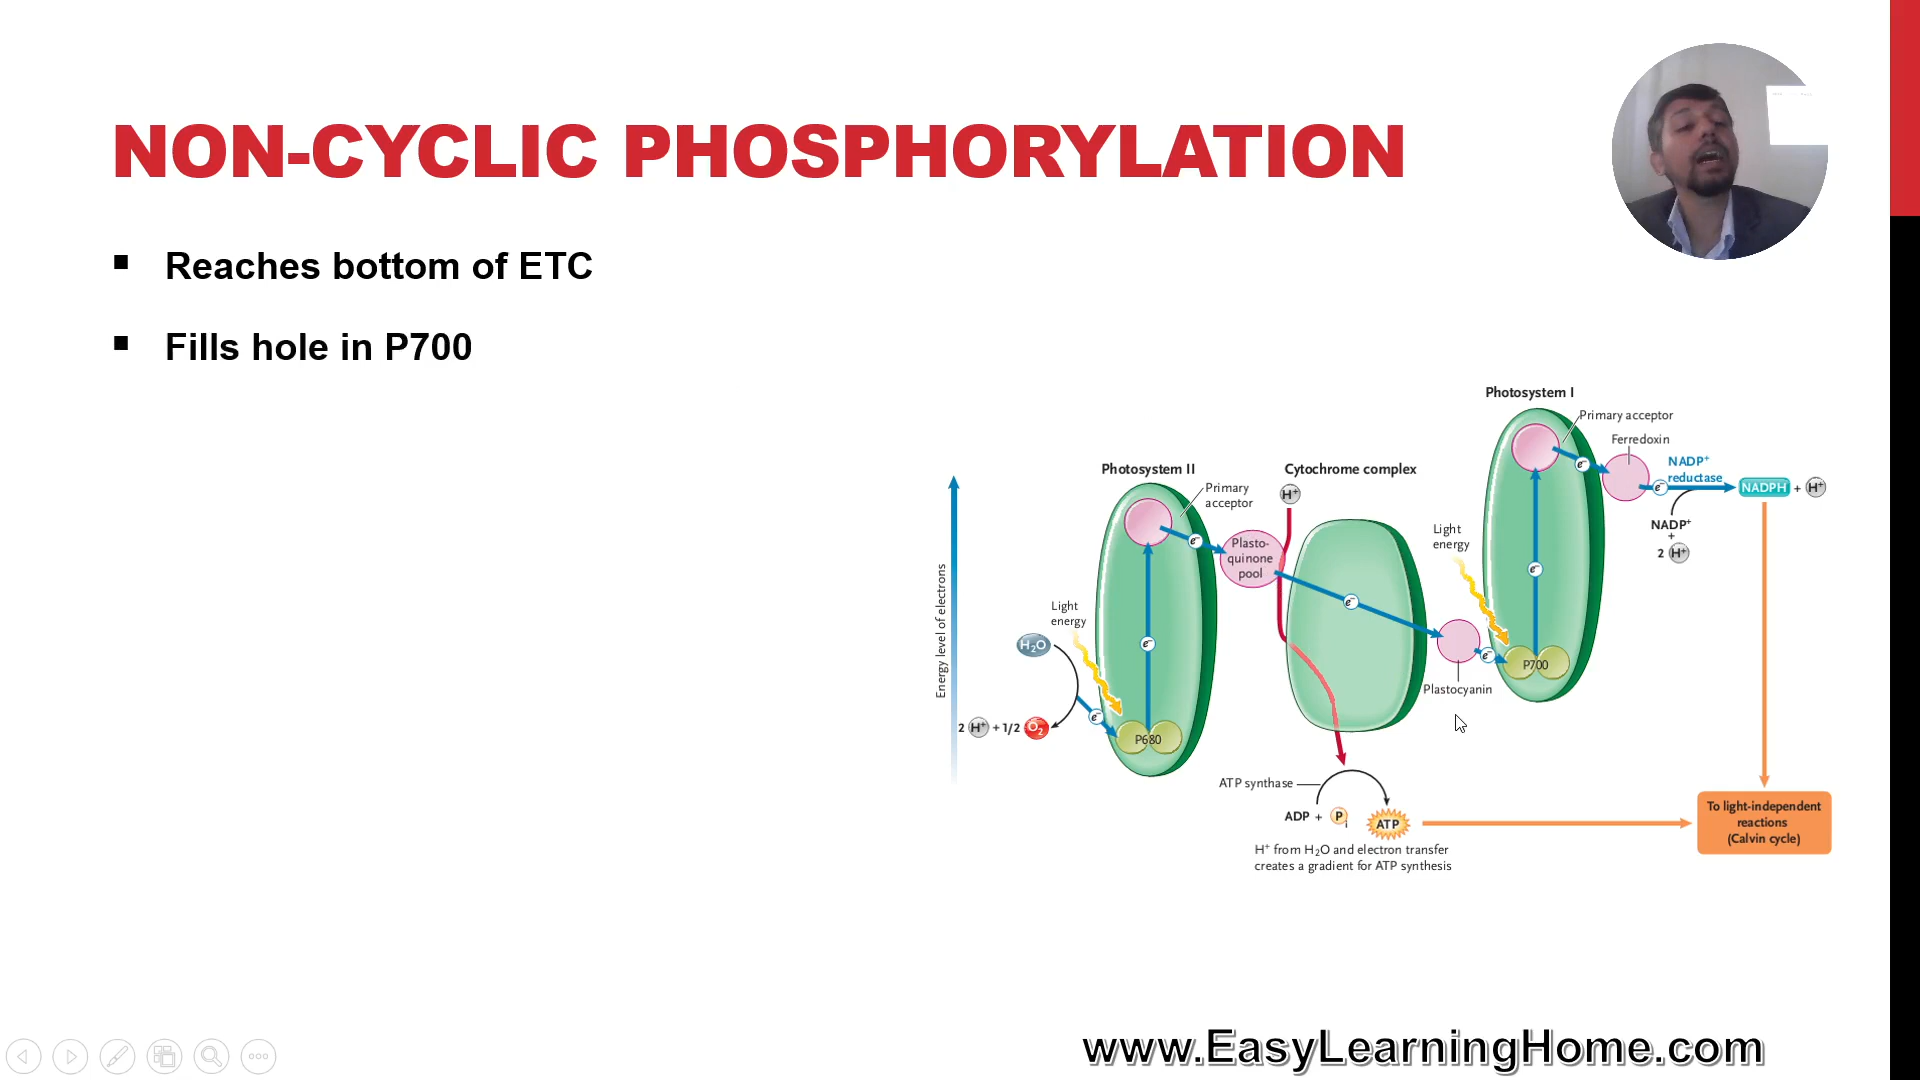 NON-CYCLIC PHOSPHORYLATION
▪ Reaches bottom of ETC
▪ Fills hole in P700
Photosystem I
Primary acceptor
Ferredoxin
NADP⁺
reductase
NADPH + H⁺
NADP⁺
+
2 H⁺
Photosystem II
Primary
acceptor
Cytochrome complex
H⁺
Plasto-
quinone
pool
Light
energy
Light
energy
Energy level of electrons
H₂O
2 H⁺ + 1/2 O₂
e⁻
e⁻
e⁻
e⁻
e⁻
e⁻
e⁻
e⁻
P680
P700
Plastocyanin
ATP synthase
ADP + Pi
ATP
H⁺ from H₂O and electron transfer
creates a gradient for ATP synthesis
To light-independent
reactions
(Calvin cycle)
www.EasyLearningHome.com